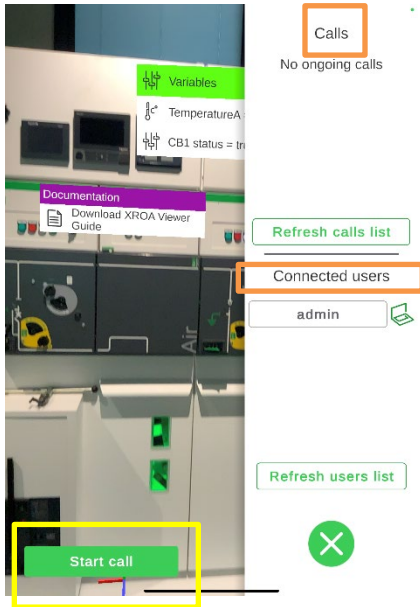 Calls
No ongoing calls
Variables
TemperatureA =
CB1 status = tr
Documentation
Download XROA Viewer
Guide
Refresh calls list
Connected users
Air
admin
Refresh users list
Start call